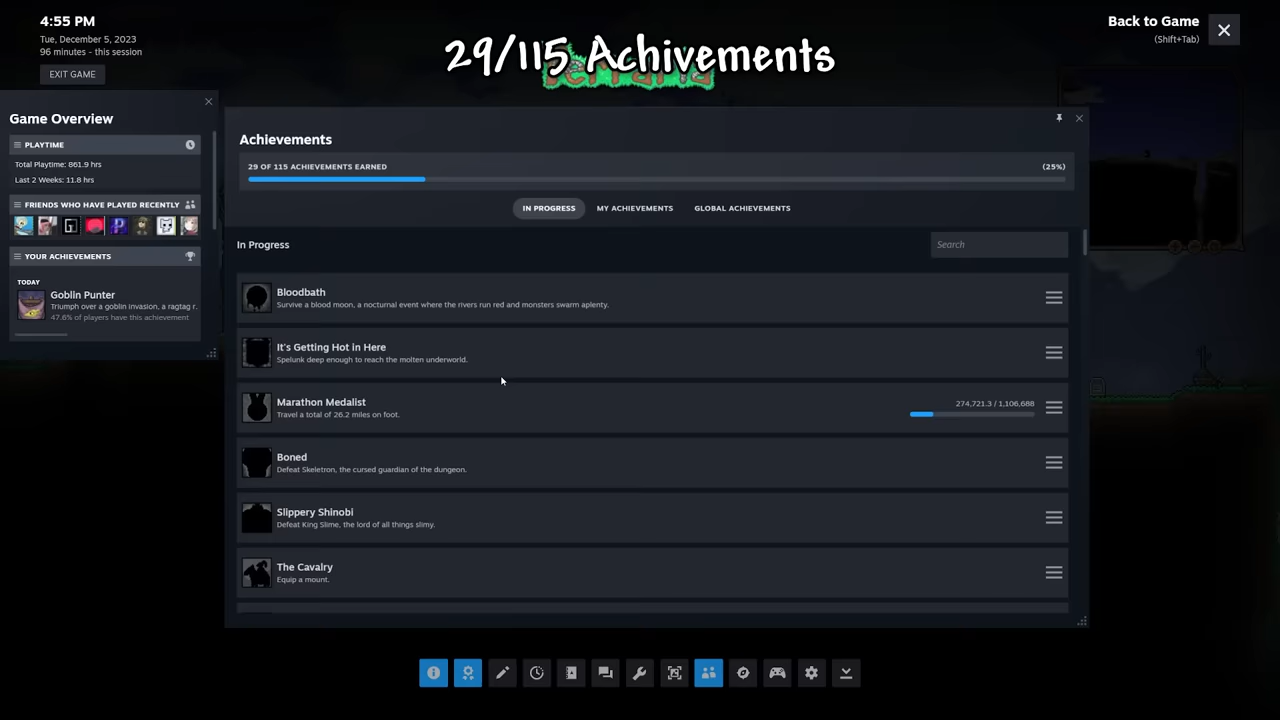 4:55 PM
Tue, December 5, 2023
96 minutes - this session
EXIT GAME
29/115 Achivements
Terraria
Back to Game
(Shift+Tab)
Game Overview
PLAYTIME
Total Playtime: 861.9 hrs
Last 2 Weeks: 11.8 hrs
FRIENDS WHO HAVE PLAYED RECENTLY
YOUR ACHIEVEMENTS
TODAY
Goblin Punter
Triumph over a goblin invasion, a ragtag r.
47.6% of players have this achievement
Achievements
29 OF 115 ACHIEVEMENTS EARNED
(25%)
IN PROGRESS
MY ACHIEVEMENTS
GLOBAL ACHIEVEMENTS
In Progress
Search
Bloodbath
Survive a blood moon, a nocturnal event where the rivers run red and monsters swarm aplenty.
It's Getting Hot in Here
Spelunk deep enough to reach the molten underworld.
Marathon Medalist
Travel a total of 26.2 miles on foot.
274,721.3 / 1,106,688
Boned
Defeat Skeletron, the cursed guardian of the dungeon.
Slippery Shinobi
Defeat King Slime, the lord of all things slimy.
The Cavalry
Equip a mount.